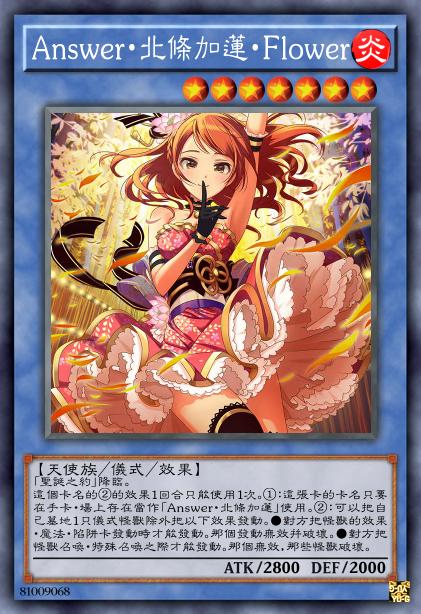 Answer·北條加蓮·Flower炎
【天使族/儀式/效果】
「聖誕之約」降臨。
這個卡名的②的效果1回合只能使用1次。①:這張卡的卡名只要
在手卡·場上存在當作「Answer·北條加蓮」使用。②:可以把自
己墓地1只儀式怪獸除外把以下效果發動。●對方把怪獸的效果
·魔法·陷阱卡發動時才能發動。那個發動無效并破壞。●對方把
怪獸召喚·特殊召喚之際才能發動。那個無效,那些怪獸破壞。
ATK/2800 DEF/2000
81009068